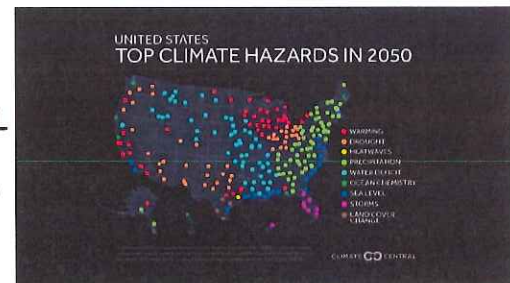 UNITED STATES
TOP CLIMATE HAZARDS IN 2050
WARMING
DROUGHT
HEATWAVES
PRECIPITATION
WATER DEFICIT
OCEAN CHEMISTRY
SEA LEVEL
STORMS
LAND COVER
CHANGE
CLIMATE CENTRAL